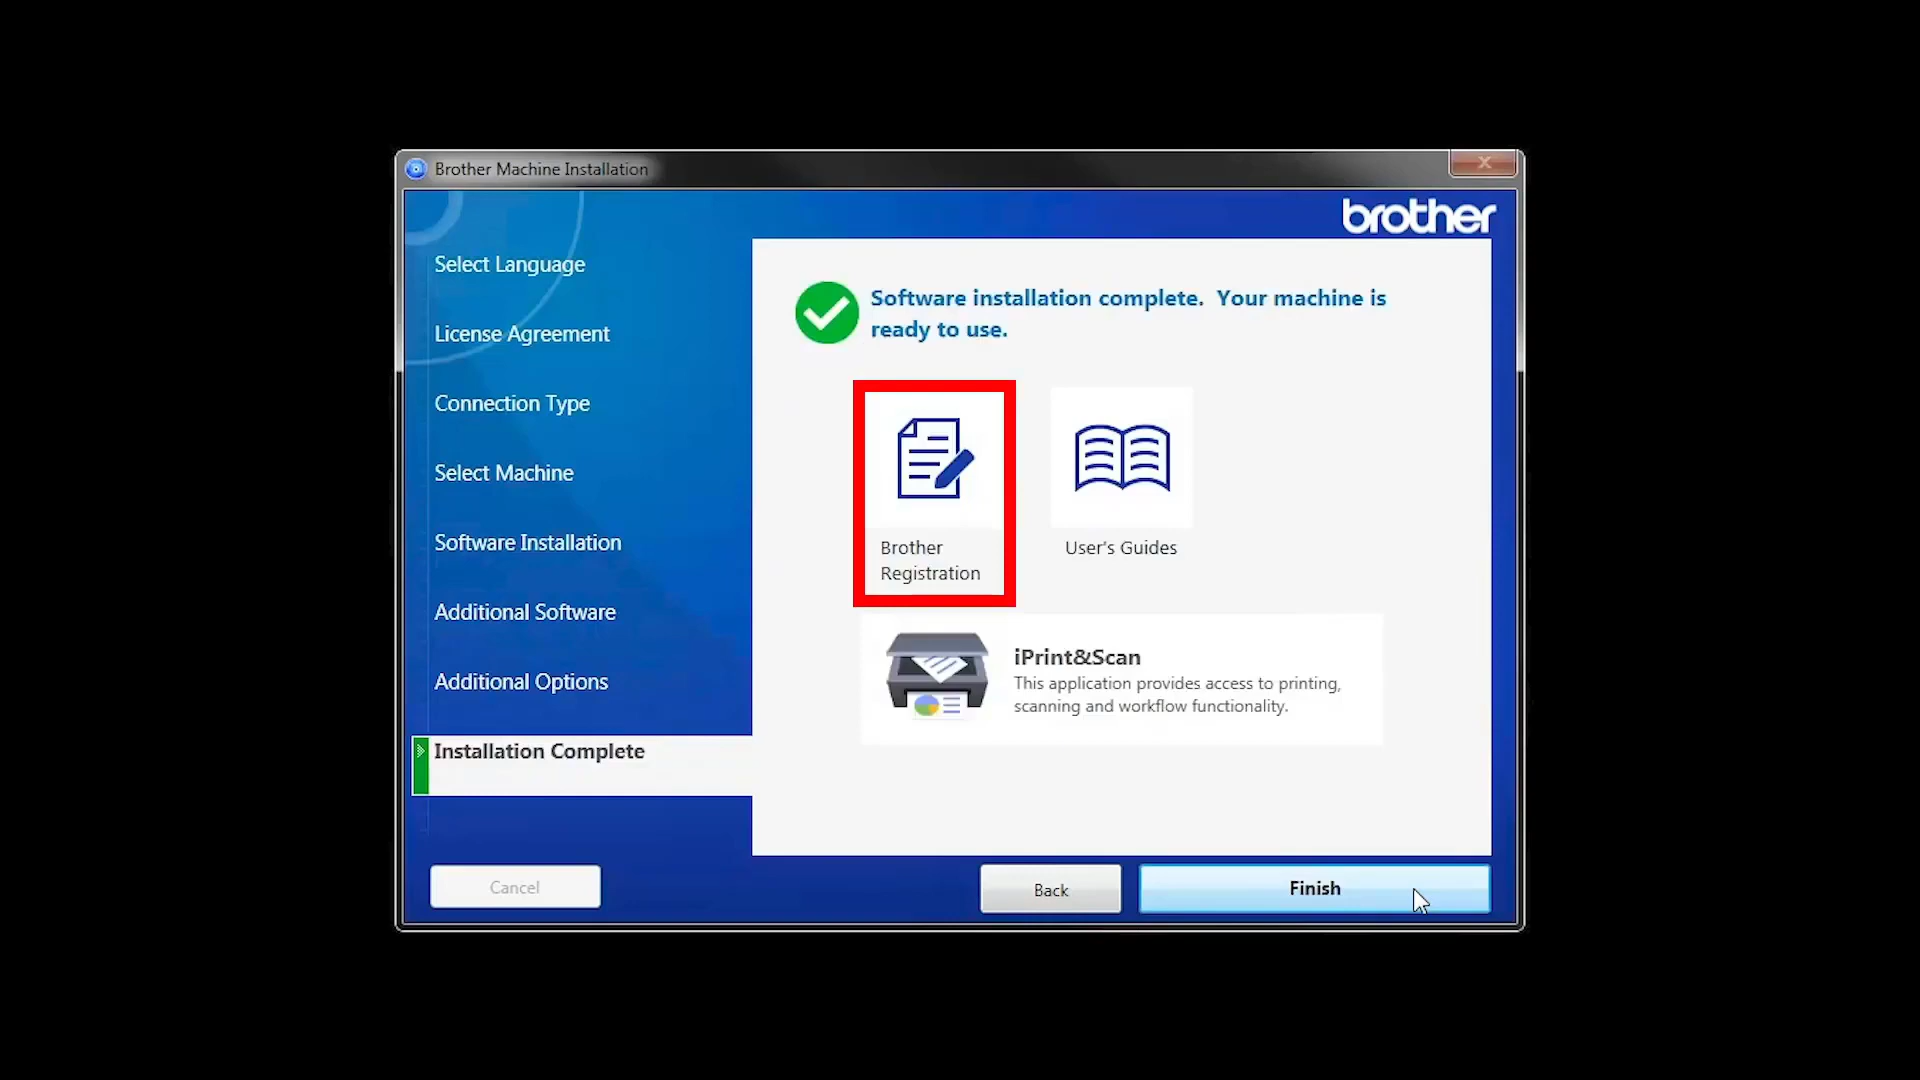 Brother Machine Installation
X
brother
Select Language
License Agreement
Connection Type
Select Machine
Software Installation
Additional Software
Additional Options
Installation Complete
Software installation complete.  Your machine is
ready to use.
Brother
Registration
User's Guides
iPrint&Scan
This application provides access to printing,
scanning and workflow functionality.
Cancel
Back
Finish